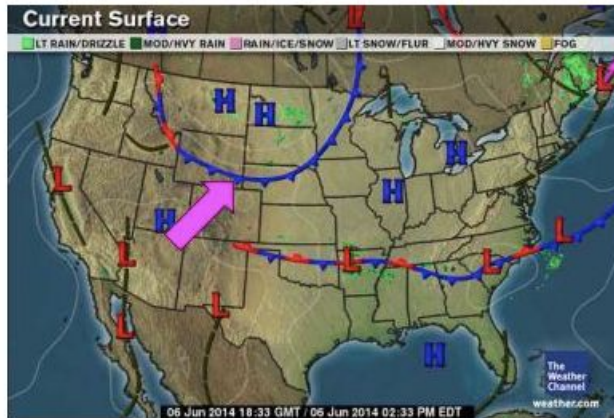 Current Surface
LT RAIN/DRIZZLE MOD/HVY RAIN RAIN/ICE/SNOW LT SNOW/FLUR MOD/HVY SNOW FOG
L
H H
H
L H
H
L L L L
L L
H
The
Weather
Channel
weather.com
06 Jun 2014 18:33 GMT / 06 Jun 2014 02:33 PM EDT